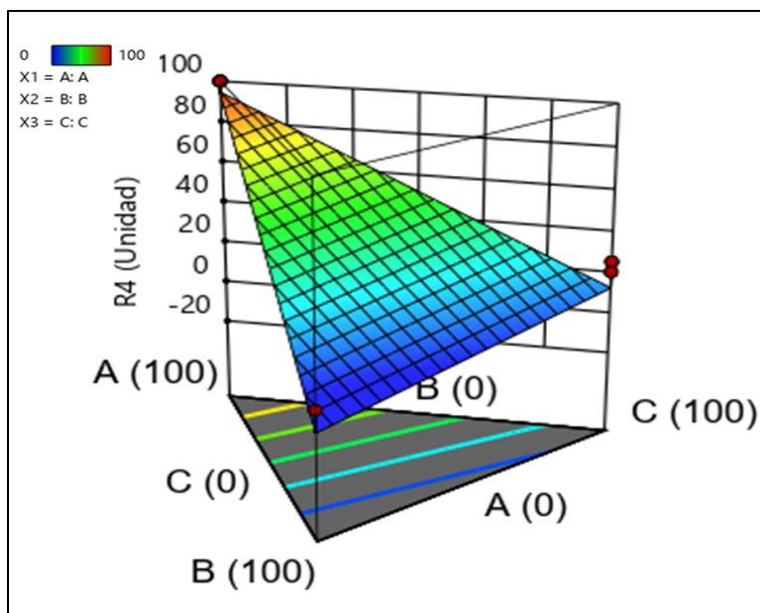 0 100
X1 = A: A
X2 = B: B
X3 = C: C
100
80
60
40
20
0
-20
R4 (Unidad)
A (100)
B (0)
C (100)
C (0)
A (0)
B (100)